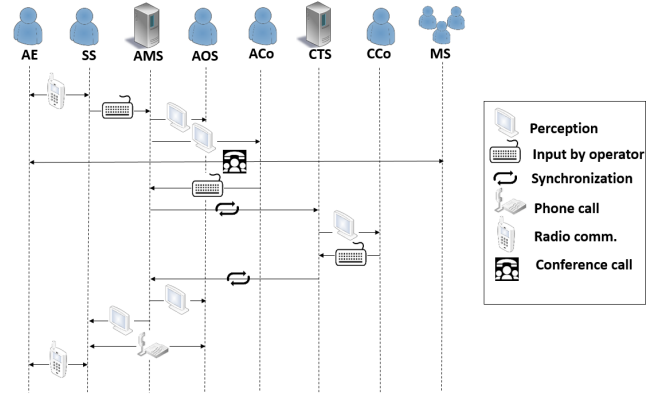 AE SS AMS AOS ACo CTS CCo MS
Perception
Input by operator
Synchronization
Phone call
Radio comm.
Conference call